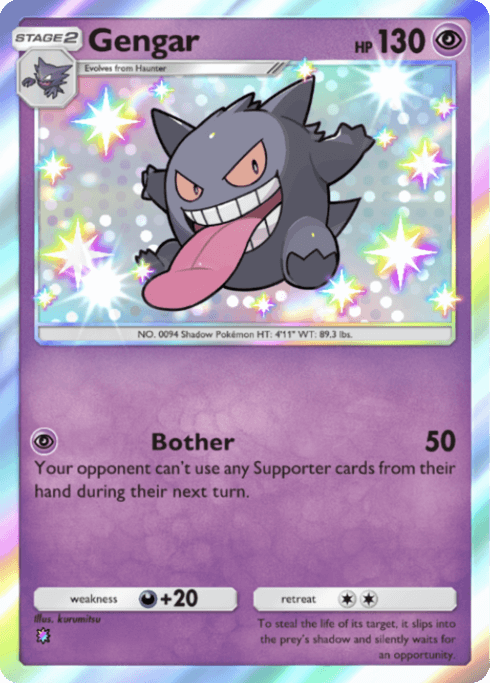 STAGE 2 Gengar HP 130
Evolves from Haunter
NO. 0094 Shadow Pokémon HT: 4'11" WT: 89.3 lbs.
Bother 50
Your opponent can't use any Supporter cards from their
hand during their next turn.
weakness +20 retreat
Illus. kurumitsu
To steal the life of its target, it slips into
the prey's shadow and silently waits for
an opportunity.